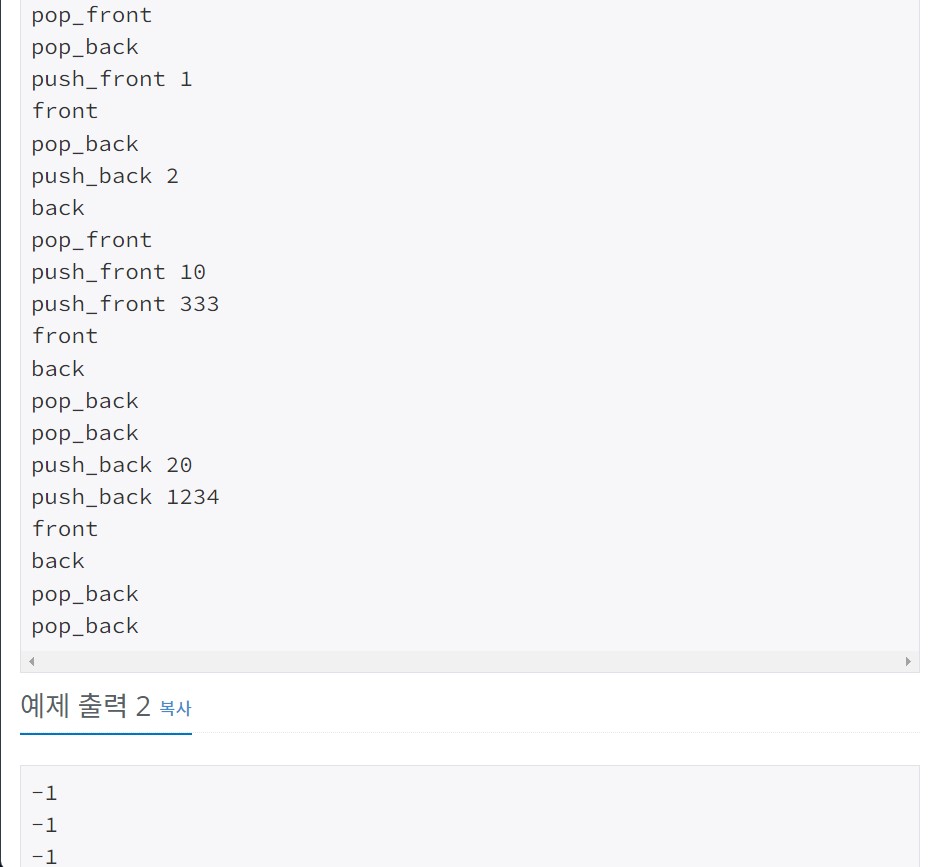 pop_front
pop_back
push_front 1
front
pop_back
push_back 2
back
pop_front
push_front 10
push_front 333
front
back
pop_back
pop_back
push_back 20
push_back 1234
front
back
pop_back
pop_back
예제 출력 2 복사
-1
-1
-1